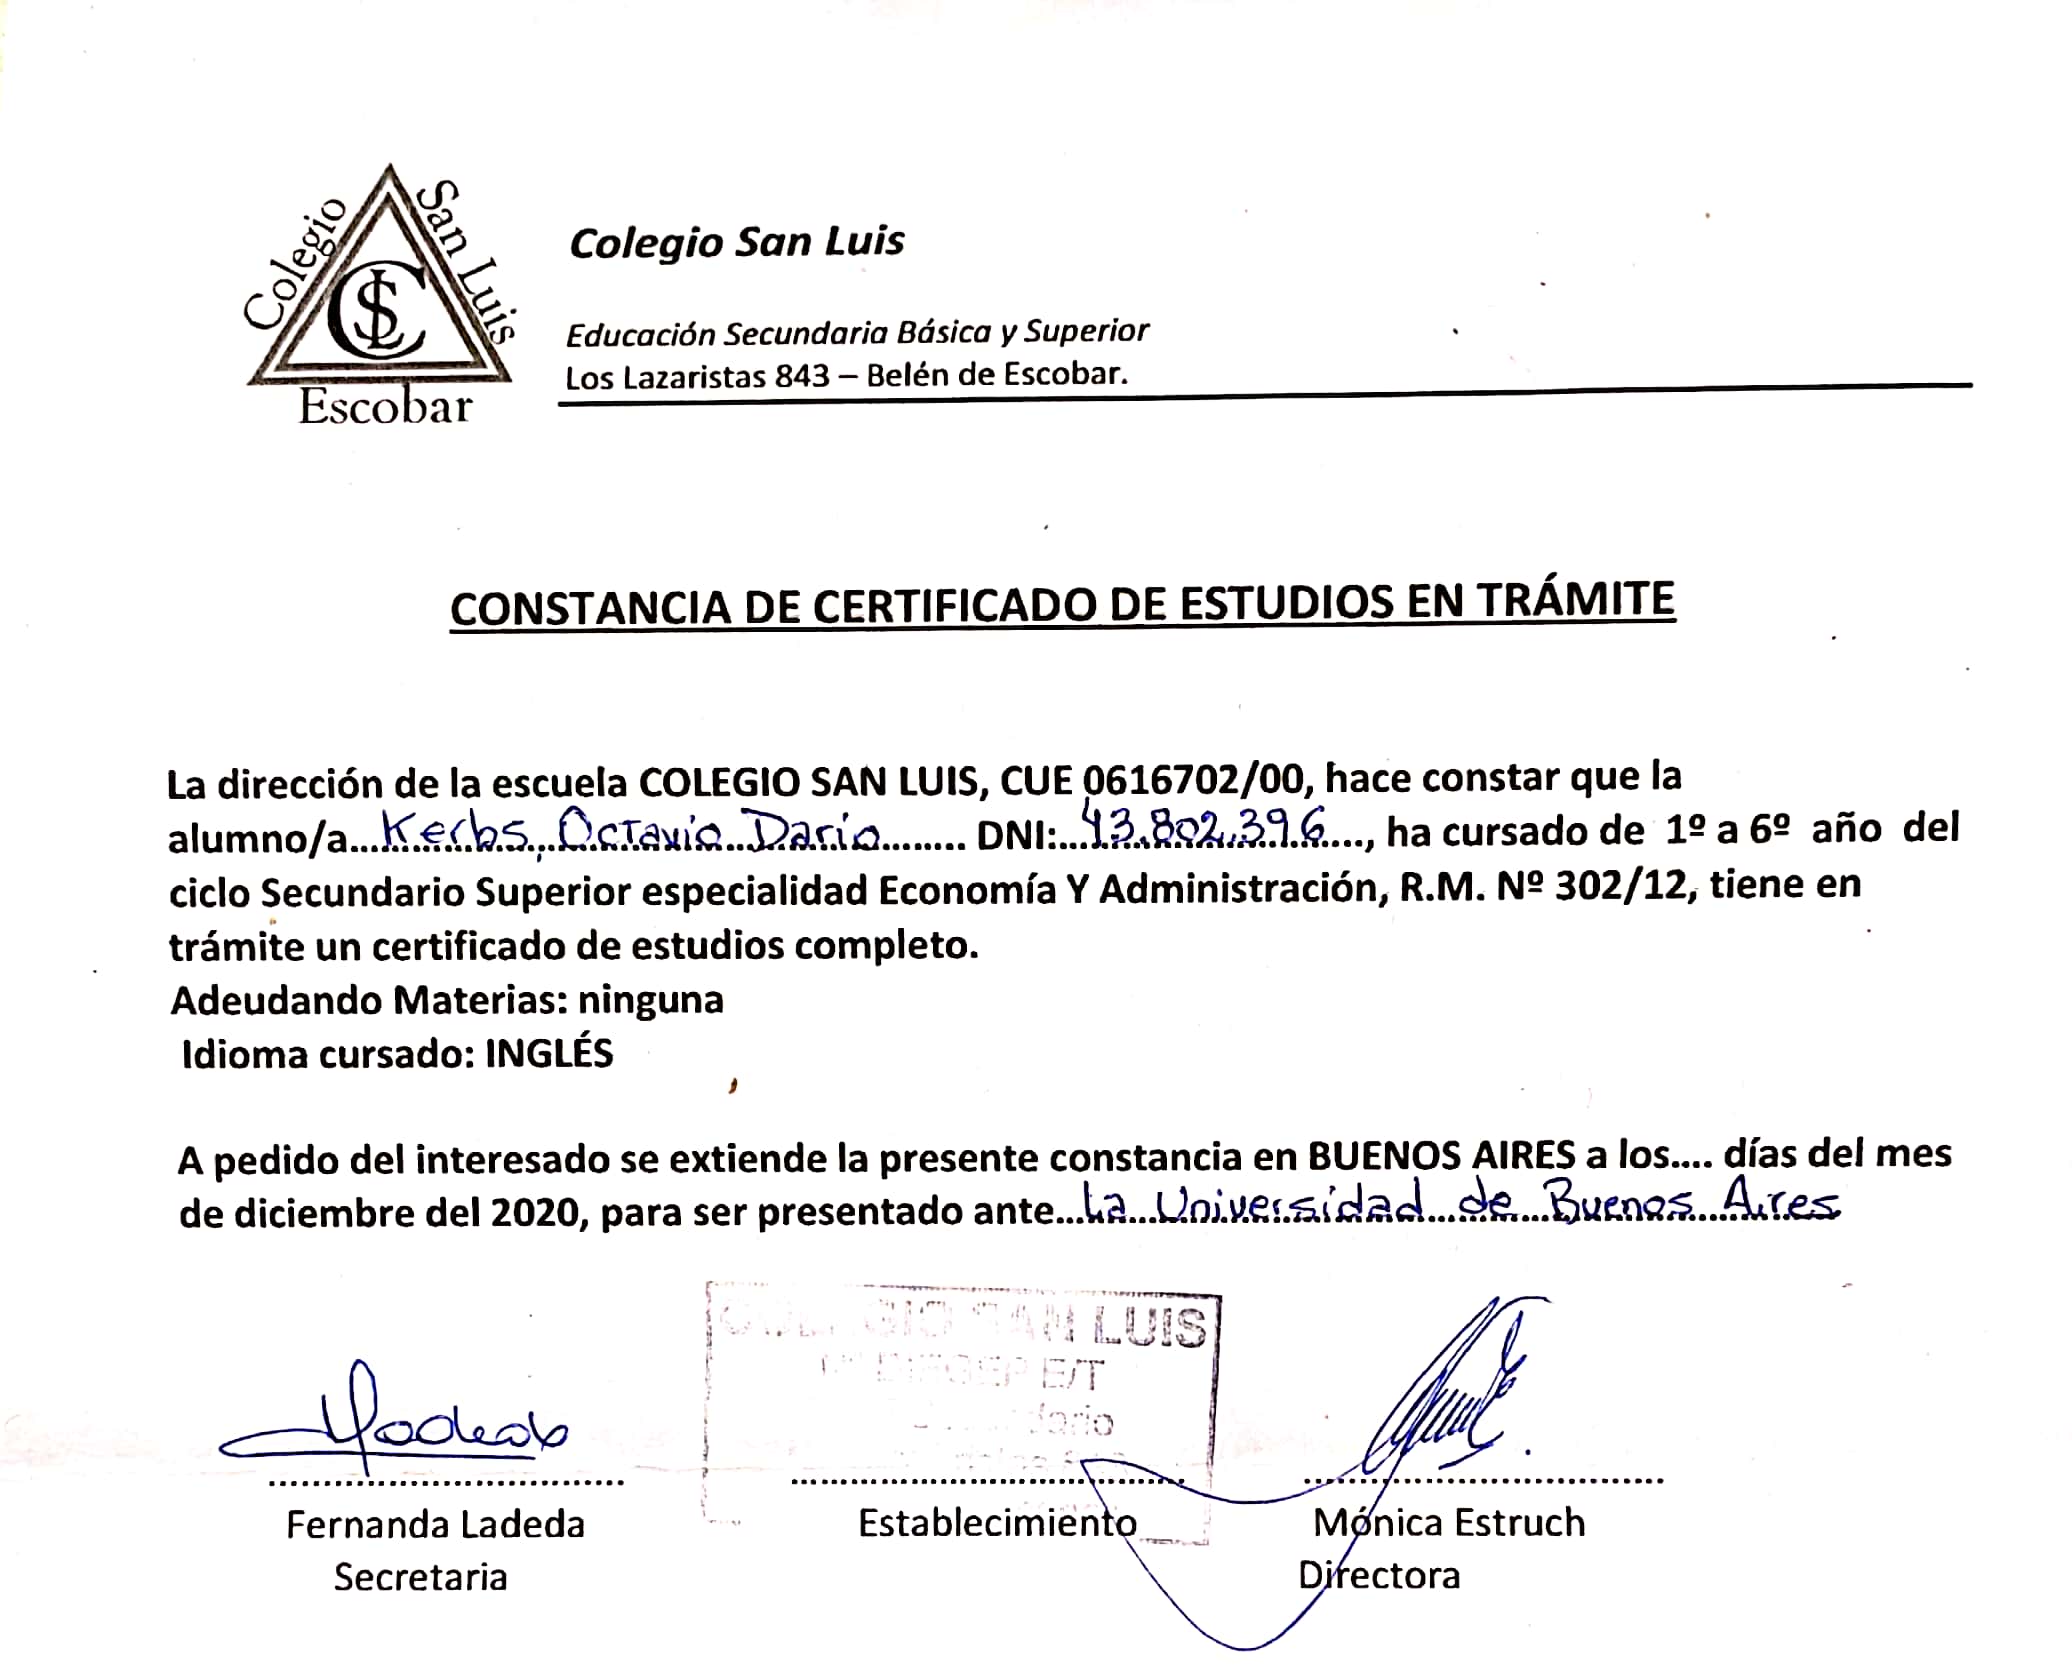 Colegio San Luis
Escobar
Colegio San Luis
Educación Secundaria Básica y Superior
Los Lazaristas 843 – Belén de Escobar.
CONSTANCIA DE CERTIFICADO DE ESTUDIOS EN TRÁMITE
La dirección de la escuela COLEGIO SAN LUIS, CUE 0616702/00, hace constar que la
alumno/a...Kerbs, Octavio Dario........ DNI:...43.802.396...., ha cursado de 1º a 6º año del
ciclo Secundario Superior especialidad Economía Y Administración, R.M. Nº 302/12, tiene en
trámite un certificado de estudios completo.
Adeudando Materias: ninguna
Idioma cursado: INGLÉS
A pedido del interesado se extiende la presente constancia en BUENOS AIRES a los.... días del mes
de diciembre del 2020, para ser presentado ante...La Universidad de Buenos Aires
COLEGIO SAN LUIS
DIEGEP E/T
Fernanda Ladeda
Establecimiento
Mónica Estruch
Secretaria
Directora